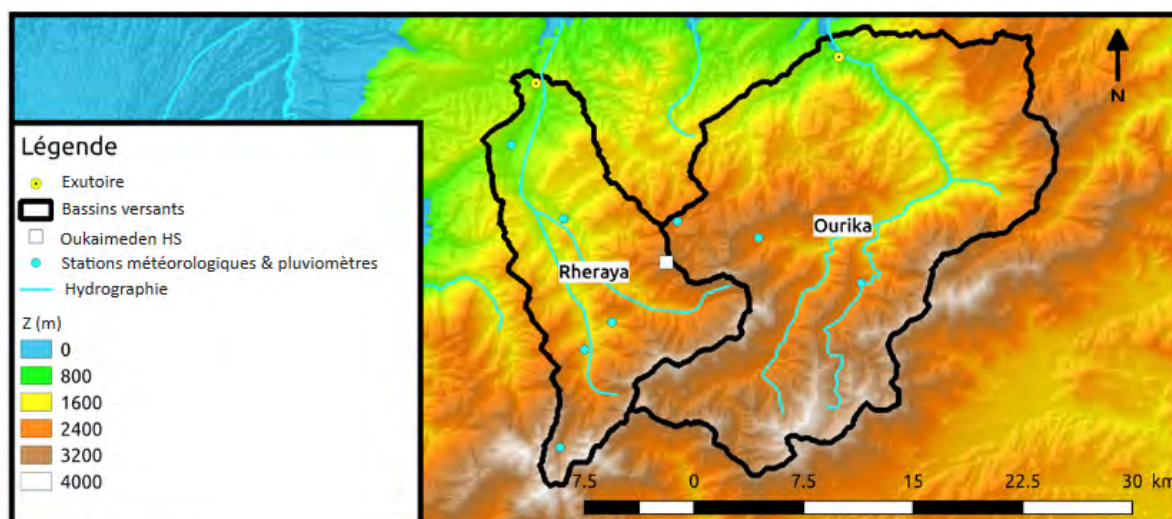 N
Légende
Exutoire
Bassins versants
Oukaimeden HS
Stations météorologiques & pluviomètres
Hydrographie
Z (m)
0
800
1600
2400
3200
4000
Ourika
Rheraya
7.5 0 7.5 15 22.5 30 km